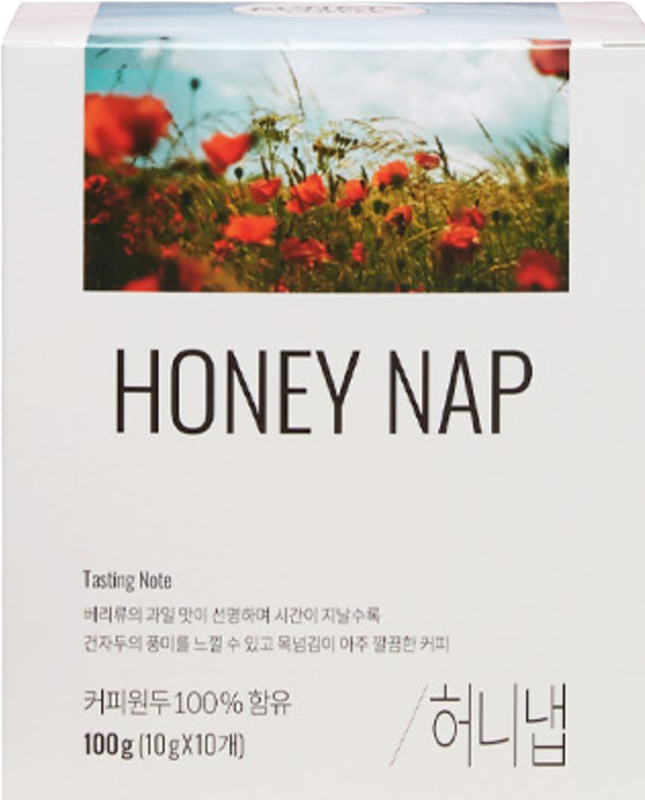 HONEY NAP
Tasting Note
베리류의 과일 맛이 선명하며 시간이 지날수록
건자두의 풍미를 느낄 수 있고 목넘김이 아주 깔끔한 커피
커피원두 100% 함유
100g (10gX10개)
/허니냅